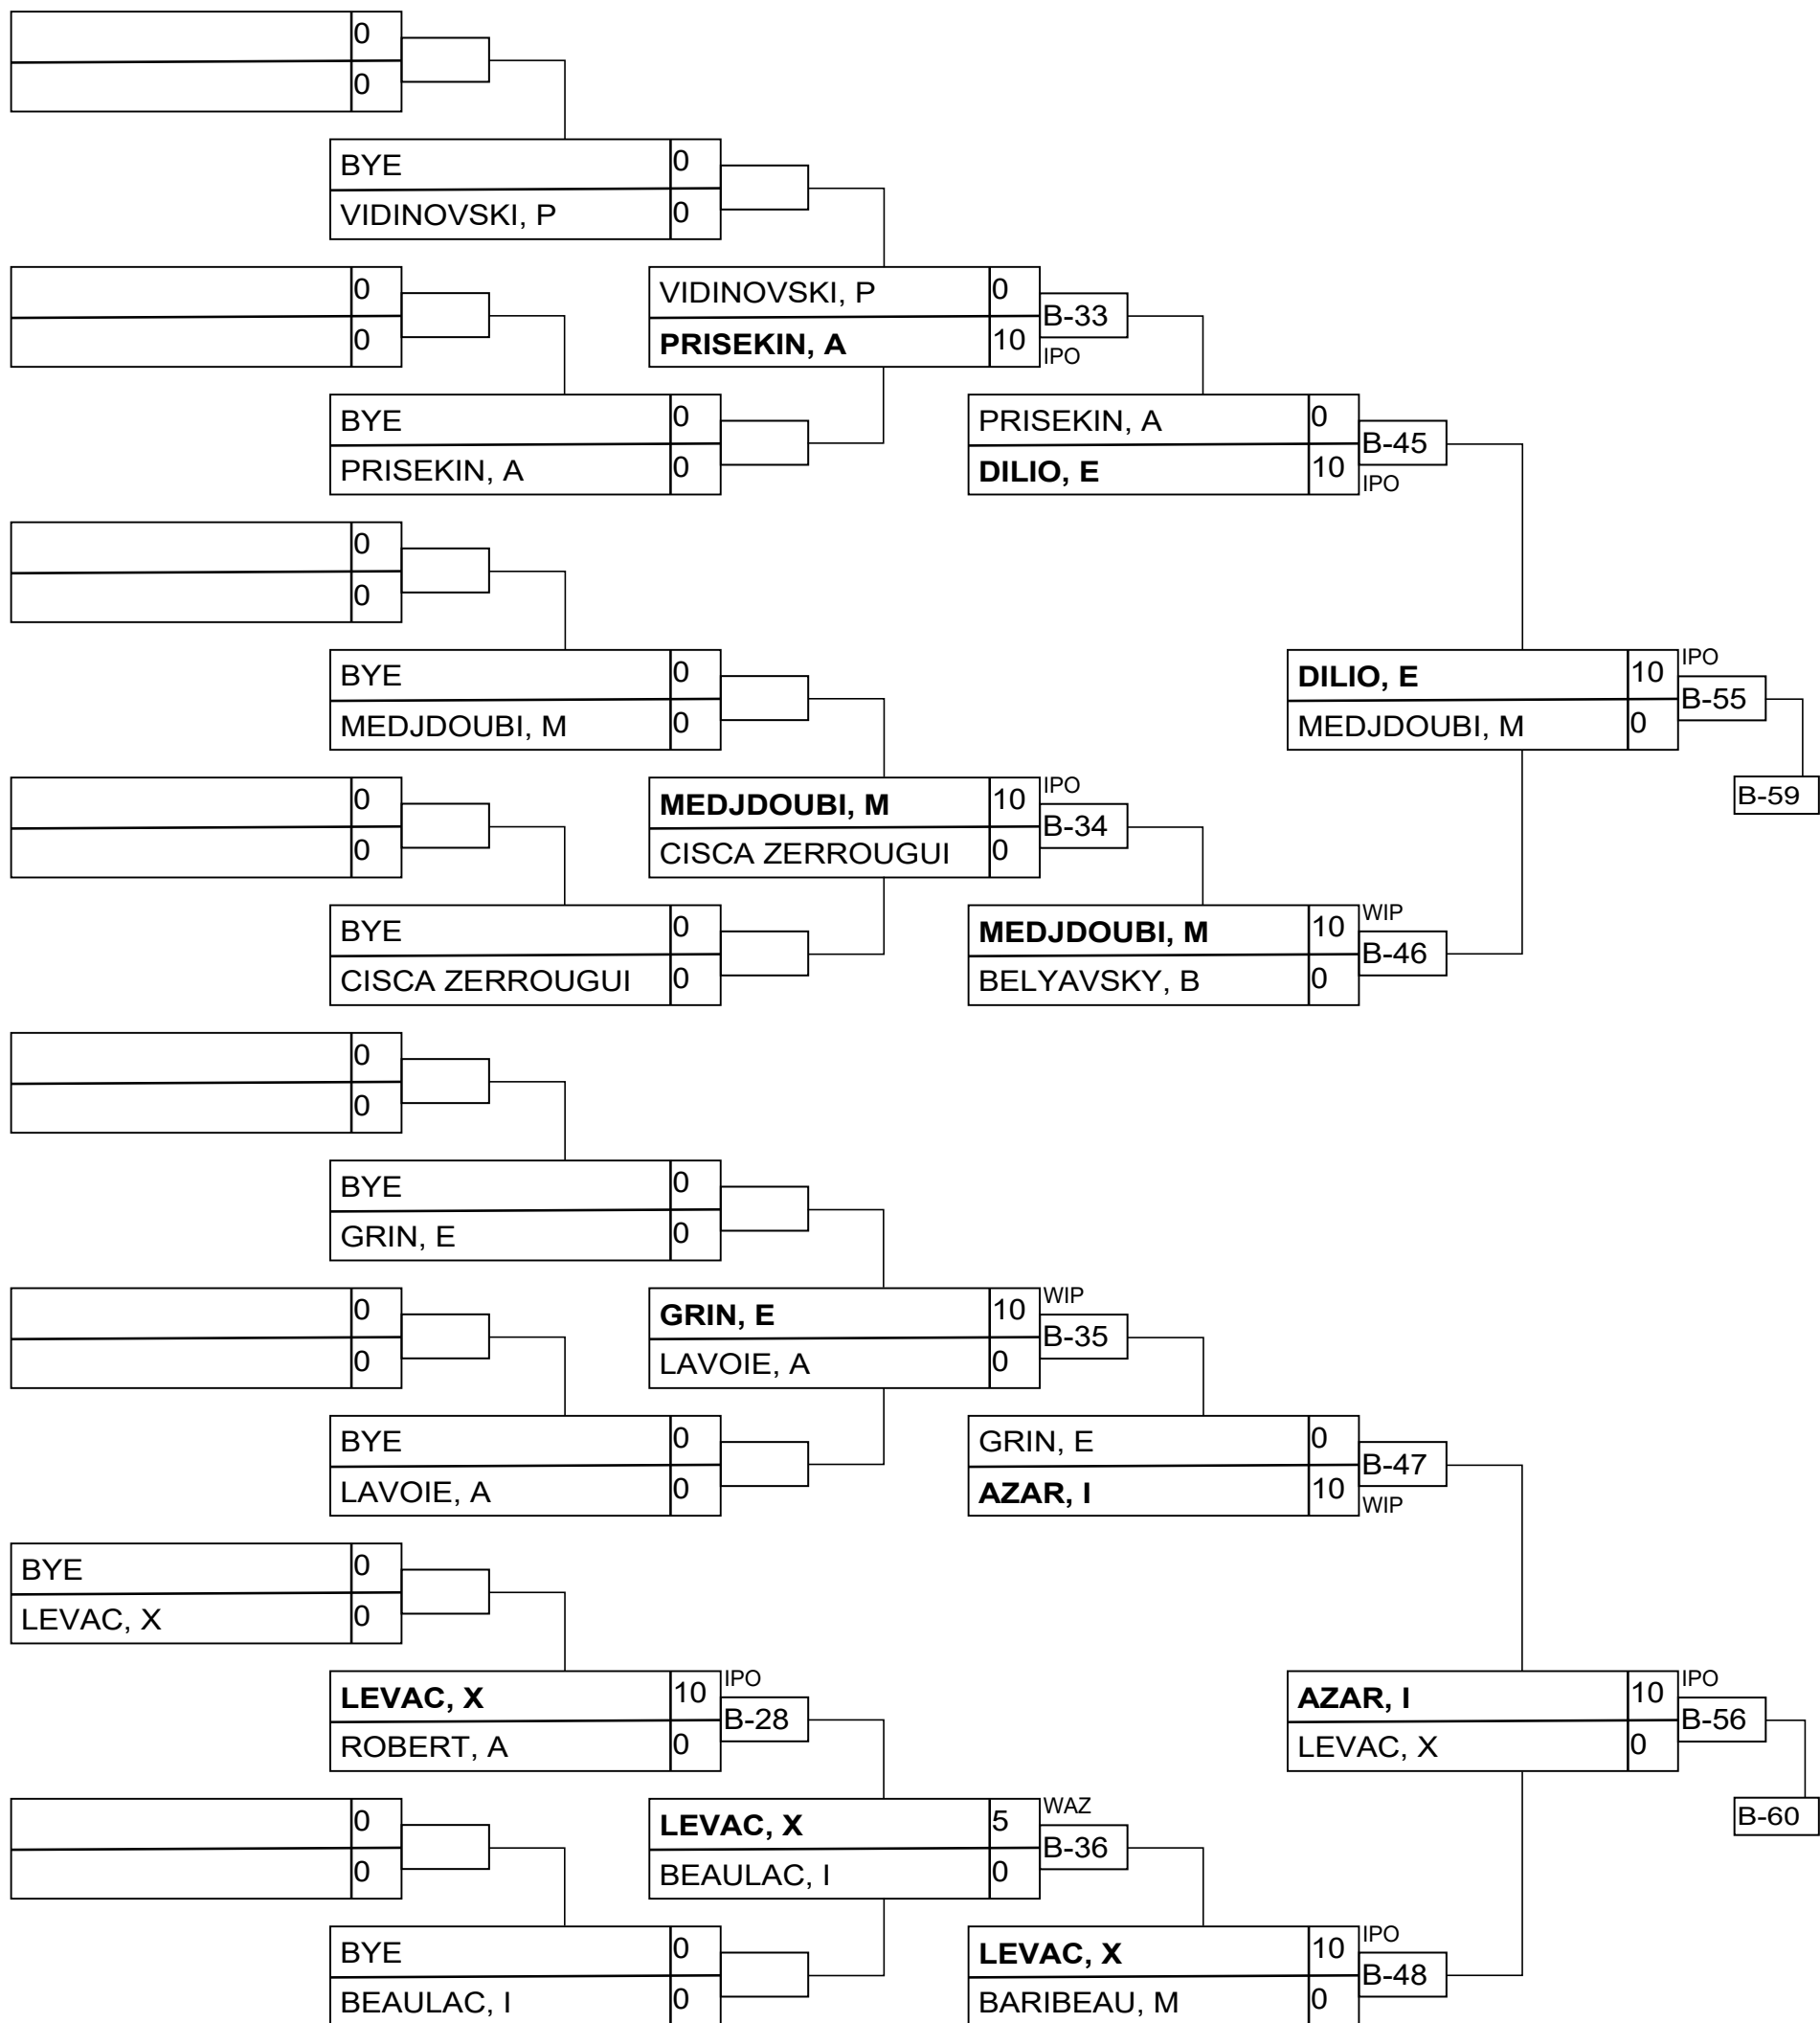 0
0
BYE 0
VIDINOVSKI, P 0
0
0
VIDINOVSKI, P 0
B-33
PRISEKIN, A 10
IPO
BYE 0
PRISEKIN, A 0
PRISEKIN, A 0
B-45
DILIO, E 10
IPO
0
0
BYE 0
MEDJDOUBI, M 0
DILIO, E 10 IPO
B-55
MEDJDOUBI, M 0
B-59
0
0
MEDJDOUBI, M 10 IPO
B-34
CISCA ZERROUGUI 0
BYE 0
CISCA ZERROUGUI 0
MEDJDOUBI, M 10 WIP
B-46
BELYAVSKY, B 0
0
0
BYE 0
GRIN, E 0
0
0
GRIN, E 10 WIP
B-35
LAVOIE, A 0
BYE 0
LAVOIE, A 0
GRIN, E 0
B-47
AZAR, I 10
WIP
BYE 0
LEVAC, X 0
LEVAC, X 10 IPO
B-28
ROBERT, A 0
AZAR, I 10 IPO
B-56
LEVAC, X 0
B-60
0
0
LEVAC, X 5 WAZ
B-36
BEAULAC, I 0
BYE 0
BEAULAC, I 0
LEVAC, X 10 IPO
B-48
BARIBEAU, M 0